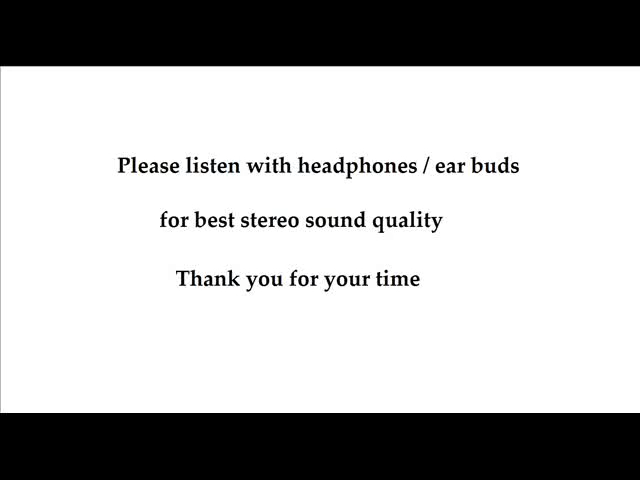 Please listen with headphones / ear buds
for best stereo sound quality
Thank you for your time